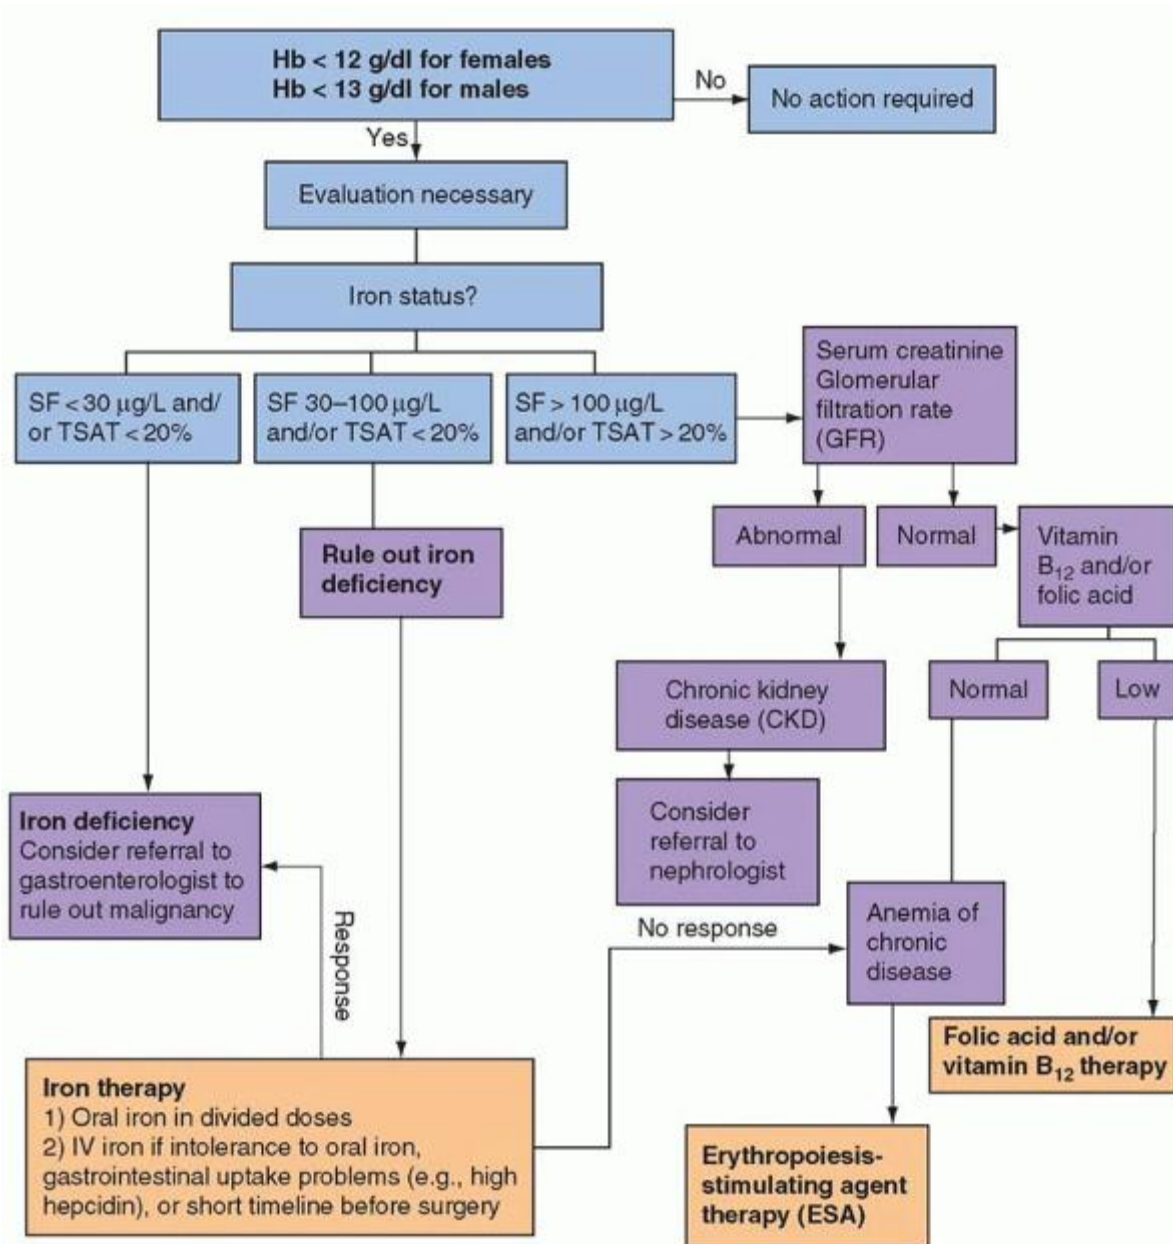 Hb < 12 g/dl for females
Hb < 13 g/dl for males
No
No action required
Yes
Evaluation necessary
Iron status?
SF < 30 µg/L and/
or TSAT < 20%
SF 30–100 µg/L
and/or TSAT < 20%
SF > 100 µg/L
and/or TSAT > 20%
Serum creatinine
Glomerular
filtration rate
(GFR)
Abnormal
Normal
Vitamin
B₁₂ and/or
folic acid
Rule out iron
deficiency
Chronic kidney
disease (CKD)
Normal
Low
Consider
referral to
nephrologist
Iron deficiency
Consider referral to
gastroenterologist to
rule out malignancy
Response
No response
Anemia of
chronic
disease
Folic acid and/or
vitamin B₁₂ therapy
Iron therapy
1) Oral iron in divided doses
2) IV iron if intolerance to oral iron,
gastrointestinal uptake problems (e.g., high
hepcidin), or short timeline before surgery
Erythropoiesis-
stimulating agent
therapy (ESA)